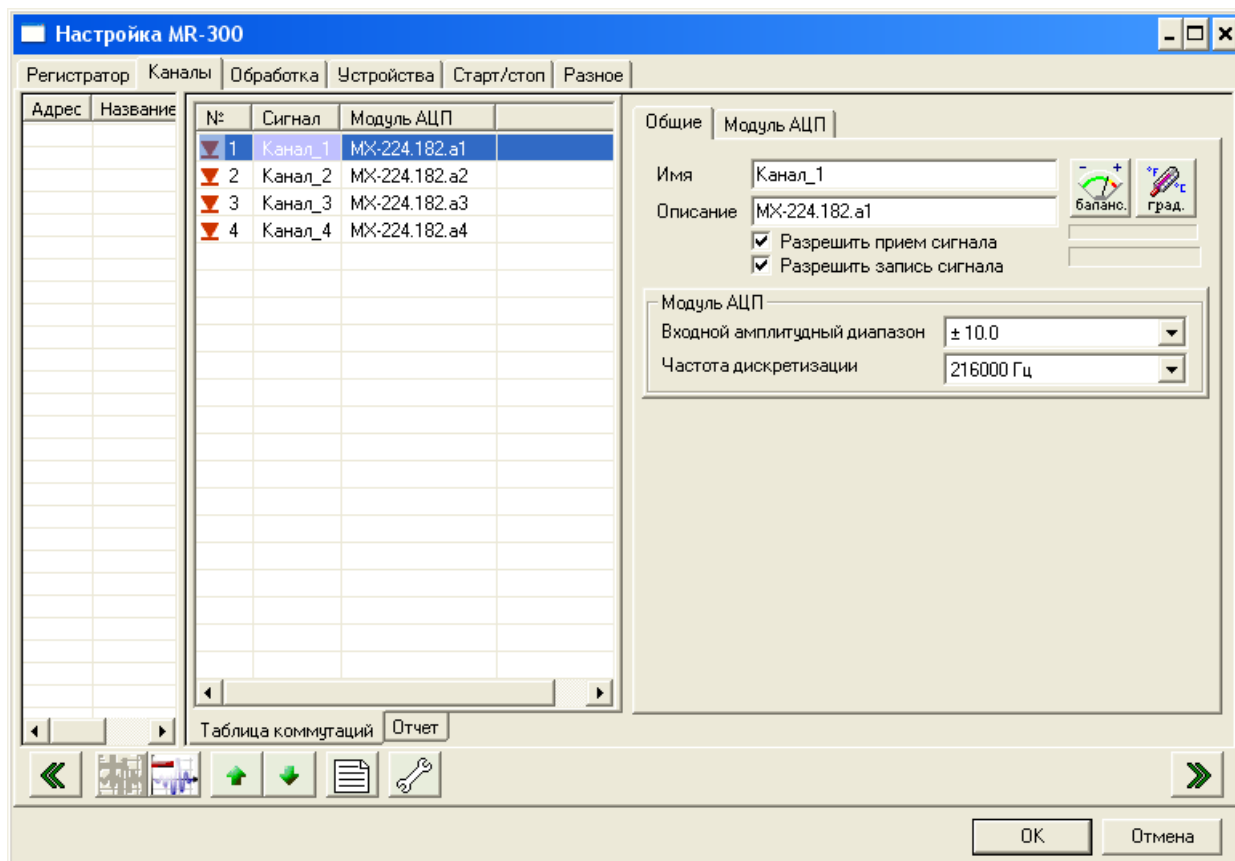 Настройка MR-300
Регистратор Каналы Обработка Устройства Старт/стоп Разное
Адрес Название
№ Сигнал Модуль АЦП
1 Канал_1 MX-224.182.a1
2 Канал_2 MX-224.182.a2
3 Канал_3 MX-224.182.a3
4 Канал_4 MX-224.182.a4
Таблица коммутаций Отчет
Общие Модуль АЦП
Имя Канал_1
Описание MX-224.182.a1
- +
баланс.
°F °C
град.
Разрешить прием сигнала
Разрешить запись сигнала
Модуль АЦП
Входной амплитудный диапазон ± 10.0
Частота дискретизации 216000 Гц
OK Отмена